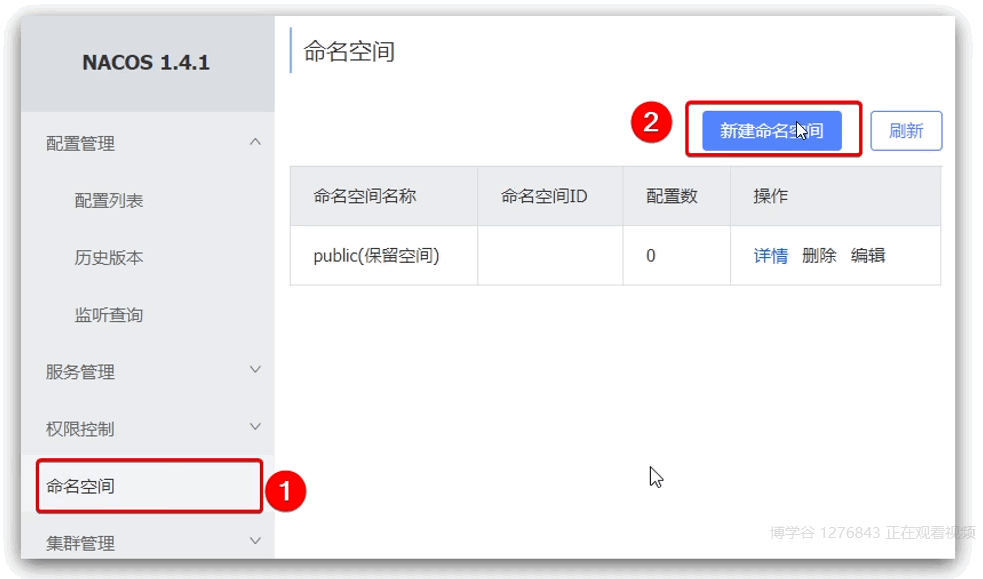 NACOS 1.4.1
配置管理
配置列表
历史版本
监听查询
服务管理
权限控制
命名空间
1
集群管理
命名空间
2
新建命名空间
刷新
命名空间名称 命名空间ID 配置数 操作
public(保留空间) 0 详情 删除 编辑
博学谷 1276843 正在观看视频